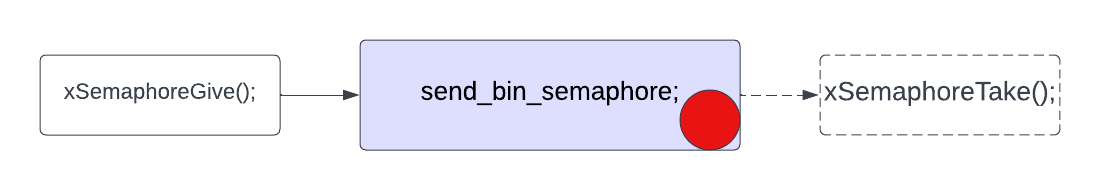 xSemaphoreGive();
send_bin_semaphore;
xSemaphoreTake();